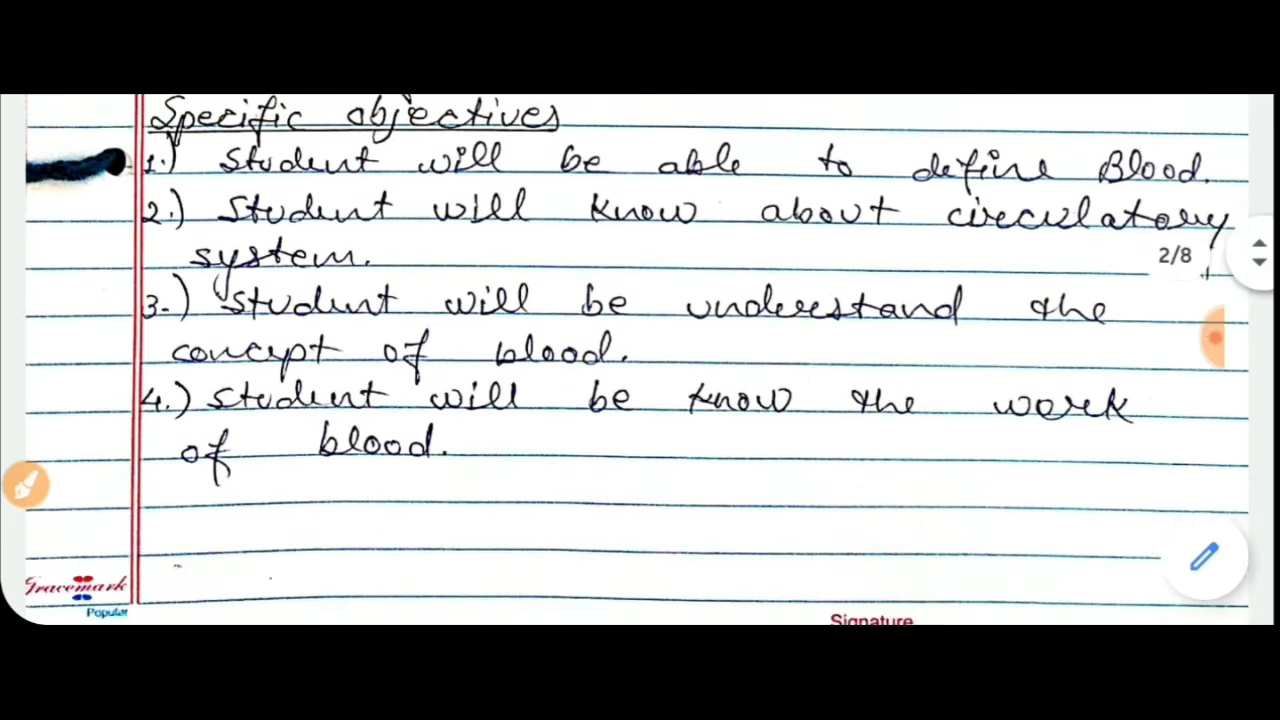 Specific objectives
1.) Student will be able to define Blood.
2.) Student will know about circulatory
system.
2/8
3.) Student will be understand the
concept of blood.
4.) Student will be know the work
of blood.
Gracemark
Popular
Signature